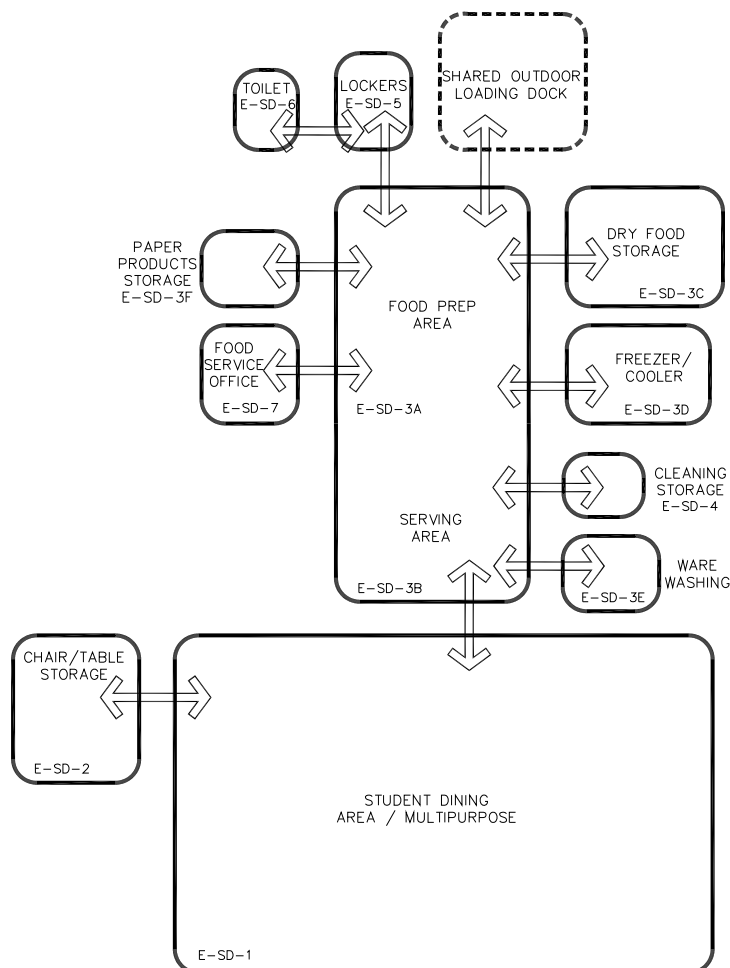 TOILET
E-SD-6
LOCKERS
E-SD-5
SHARED OUTDOOR
LOADING DOCK
PAPER
PRODUCTS
STORAGE
E-SD-3F
DRY FOOD
STORAGE
E-SD-3C
FOOD PREP
AREA
FOOD
SERVICE
OFFICE
E-SD-7
E-SD-3A
FREEZER/
COOLER
E-SD-3D
CLEANING
STORAGE
E-SD-4
SERVING
AREA
E-SD-3B
WARE
WASHING
E-SD-3E
CHAIR/TABLE
STORAGE
E-SD-2
STUDENT DINING
AREA / MULTIPURPOSE
E-SD-1